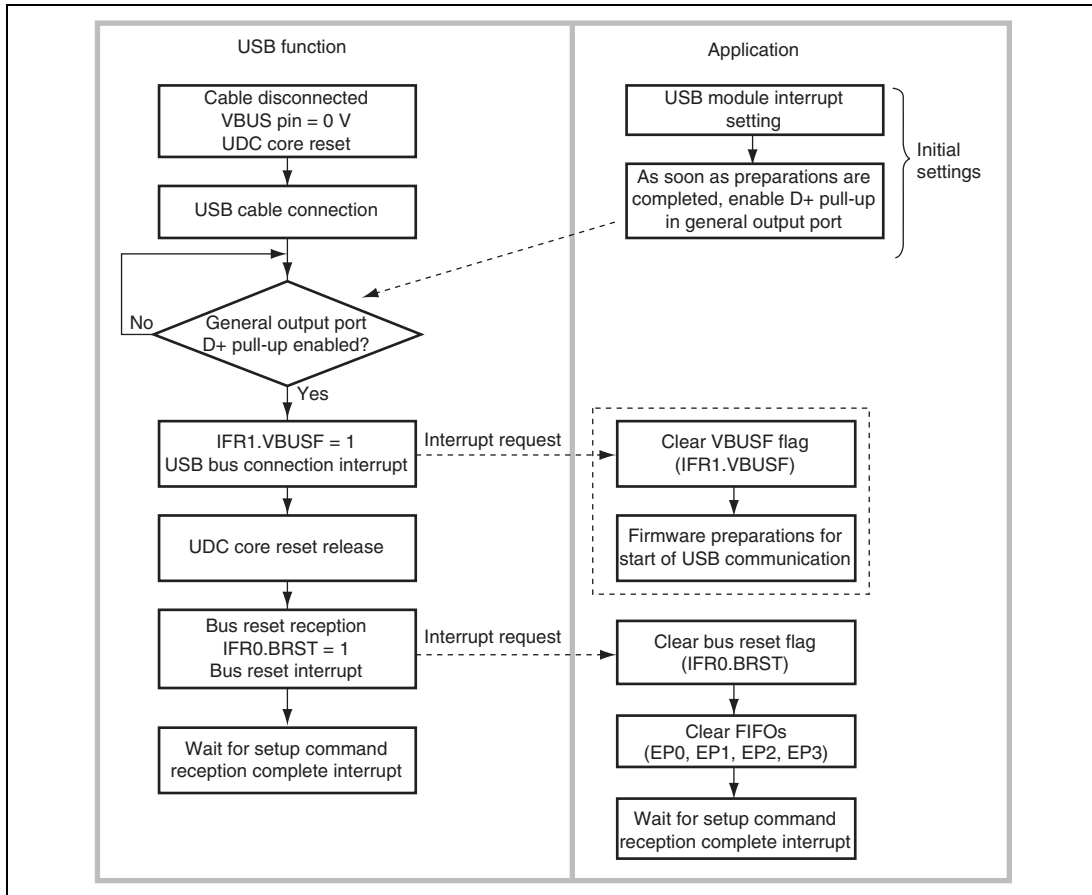 USB function
Cable disconnected
VBUS pin = 0 V
UDC core reset
USB cable connection
No
General output port
D+ pull-up enabled?
Yes
IFR1.VBUSF = 1
USB bus connection interrupt
Interrupt request
UDC core reset release
Bus reset reception
IFR0.BRST = 1
Bus reset interrupt
Interrupt request
Wait for setup command
reception complete interrupt
Application
USB module interrupt
setting
As soon as preparations are
completed, enable D+ pull-up
in general output port
Initial
settings
Clear VBUSF flag
(IFR1.VBUSF)
Firmware preparations for
start of USB communication
Clear bus reset flag
(IFR0.BRST)
Clear FIFOs
(EP0, EP1, EP2, EP3)
Wait for setup command
reception complete interrupt